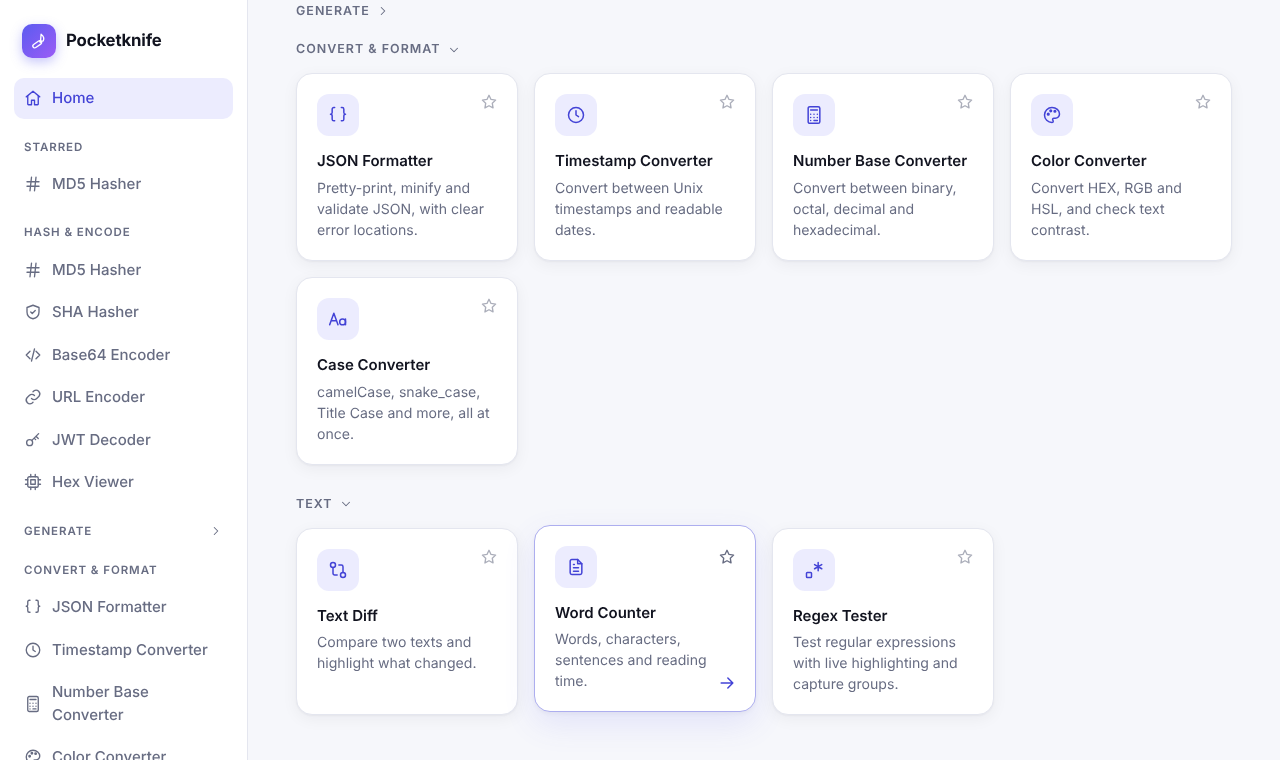 Pocketknife
Home
STARRED
MD5 Hasher
HASH & ENCODE
MD5 Hasher
SHA Hasher
Base64 Encoder
URL Encoder
JWT Decoder
Hex Viewer
GENERATE
CONVERT & FORMAT
JSON Formatter
Timestamp Converter
Number Base
Converter
Color Converter
GENERATE
CONVERT & FORMAT
JSON Formatter
Pretty-print, minify and
validate JSON, with clear
error locations.
Timestamp Converter
Convert between Unix
timestamps and readable
dates.
Number Base Converter
Convert between binary,
octal, decimal and
hexadecimal.
Color Converter
Convert HEX, RGB and
HSL, and check text
contrast.
Aa
Case Converter
camelCase, snake_case,
Title Case and more, all at
once.
TEXT
Text Diff
Compare two texts and
highlight what changed.
Word Counter
Words, characters,
sentences and reading
time.
Regex Tester
Test regular expressions
with live highlighting and
capture groups.